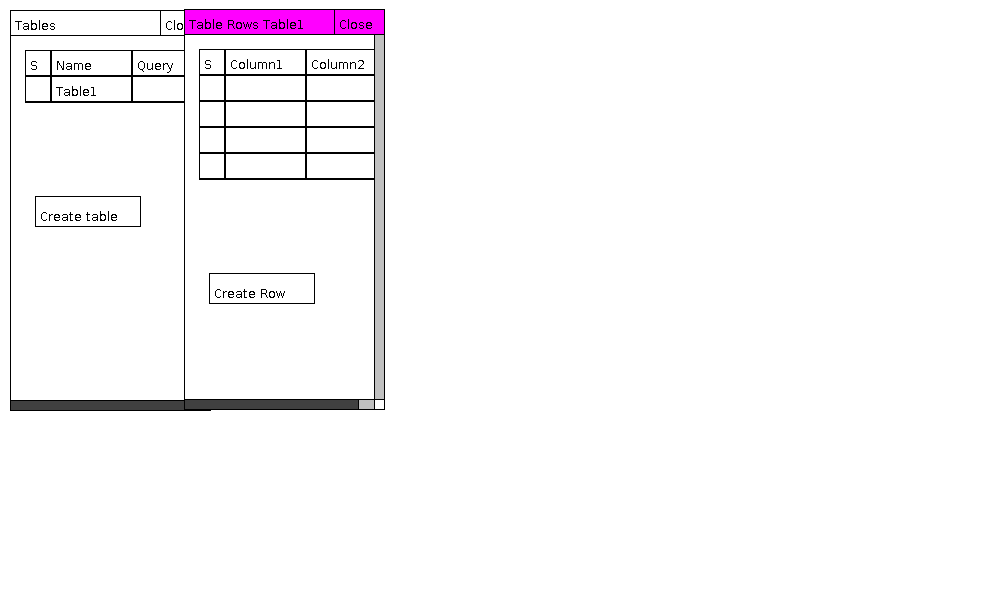 Tables Clo
S Name Query
Table1
Create table
Table Rows Table1 Close
S Column1 Column2
Create Row